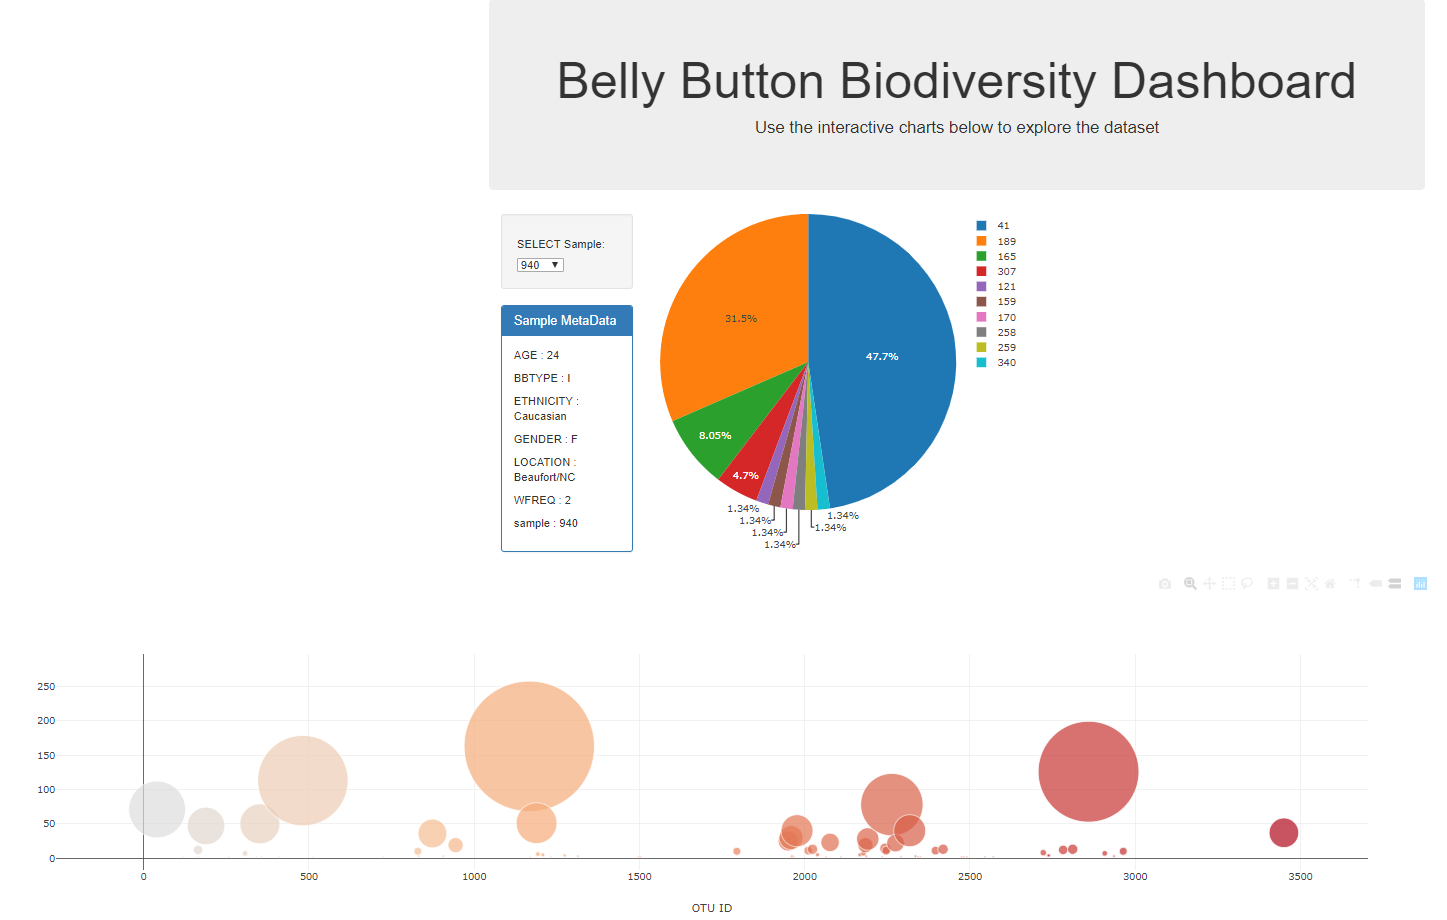 Belly Button Biodiversity Dashboard
Use the interactive charts below to explore the dataset
SELECT Sample:
940
Sample MetaData
AGE : 24
BBTYPE : I
ETHNICITY :
Caucasian
GENDER : F
LOCATION :
Beaufort/NC
WFREQ : 2
sample : 940
31.5%
47.7%
8.05%
4.7%
1.34%
1.34%
1.34%
1.34%
1.34%
1.34%
41
189
165
307
121
159
170
258
259
340
250
200
150
100
50
0
0 500 1000 1500 2000 2500 3000 3500
OTU ID